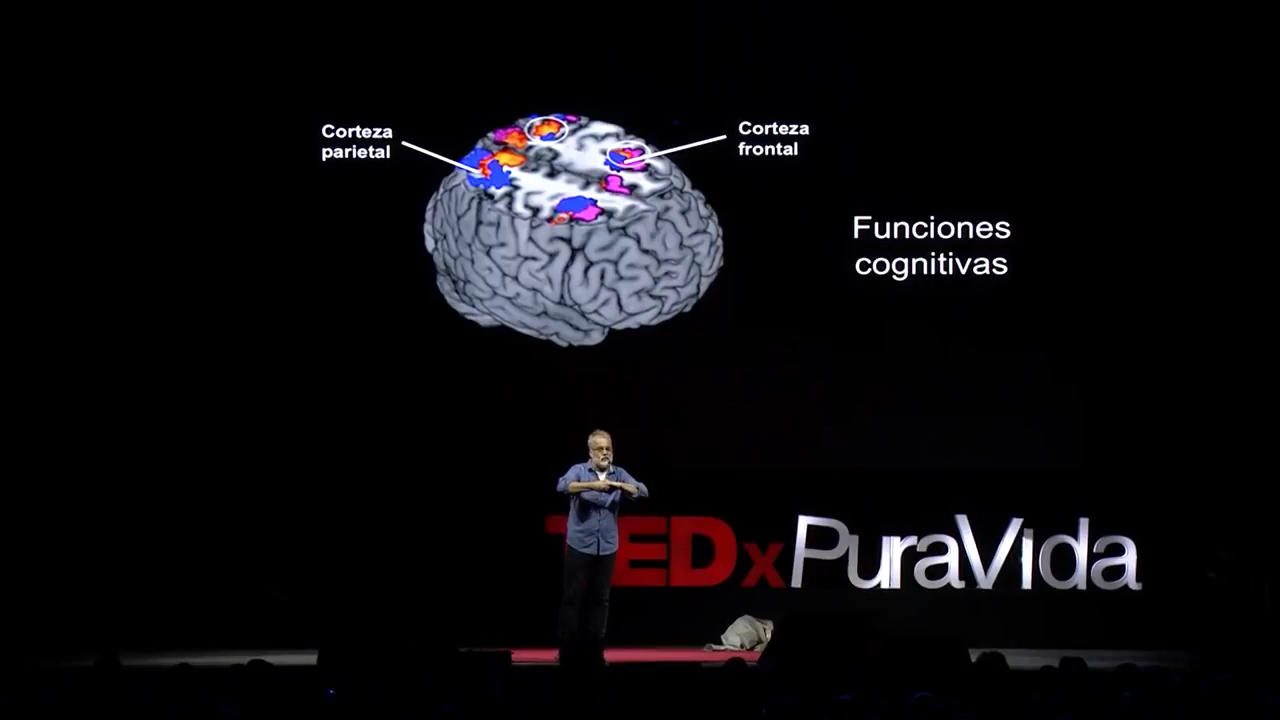 Corteza
parietal
Corteza
frontal
Funciones
cognitivas
TEDxPuraVida